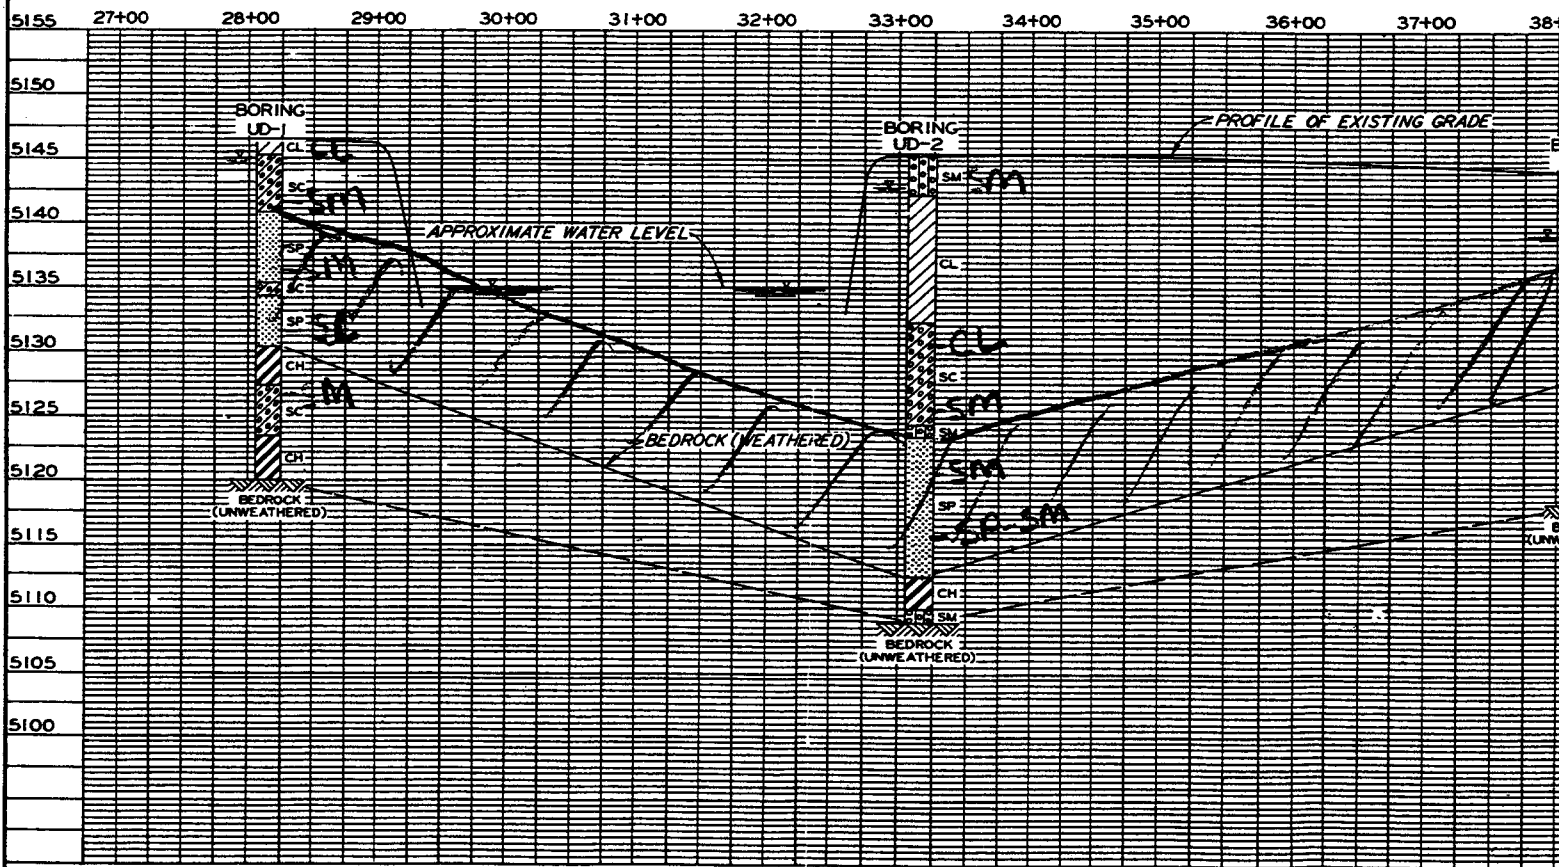 5155 27+00 28+00 29+00 30+00 31+00 32+00 33+00 34+00 35+00 36+00 37+00 38+
5150
BORING
UD-1
BORING
UD-2
PROFILE OF EXISTING GRADE
5145
CL CL
SM SM
SC
SM
5140
APPROXIMATE WATER LEVEL
SP
SM
CL
5135
SC
SP SC
5130
CL
CH
SC
SC M
5125
SM
SM
BEDROCK (WEATHERED)
CH
SM
5120
BEDROCK
(UNWEATHERED)
SP
SP-SM
5115
(UNW
5110
CH
SM
BEDROCK
(UNWEATHERED)
5105
5100